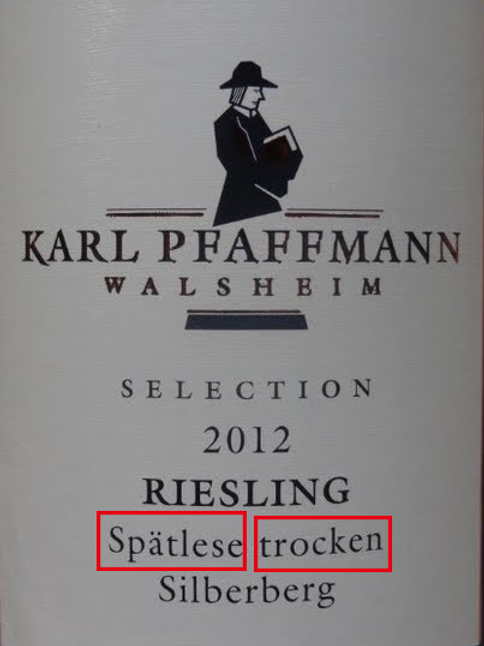 KARL PFAFFMANN
WALSHEIM
SELECTION
2012
RIESLING
Spätlese trocken
Silberberg